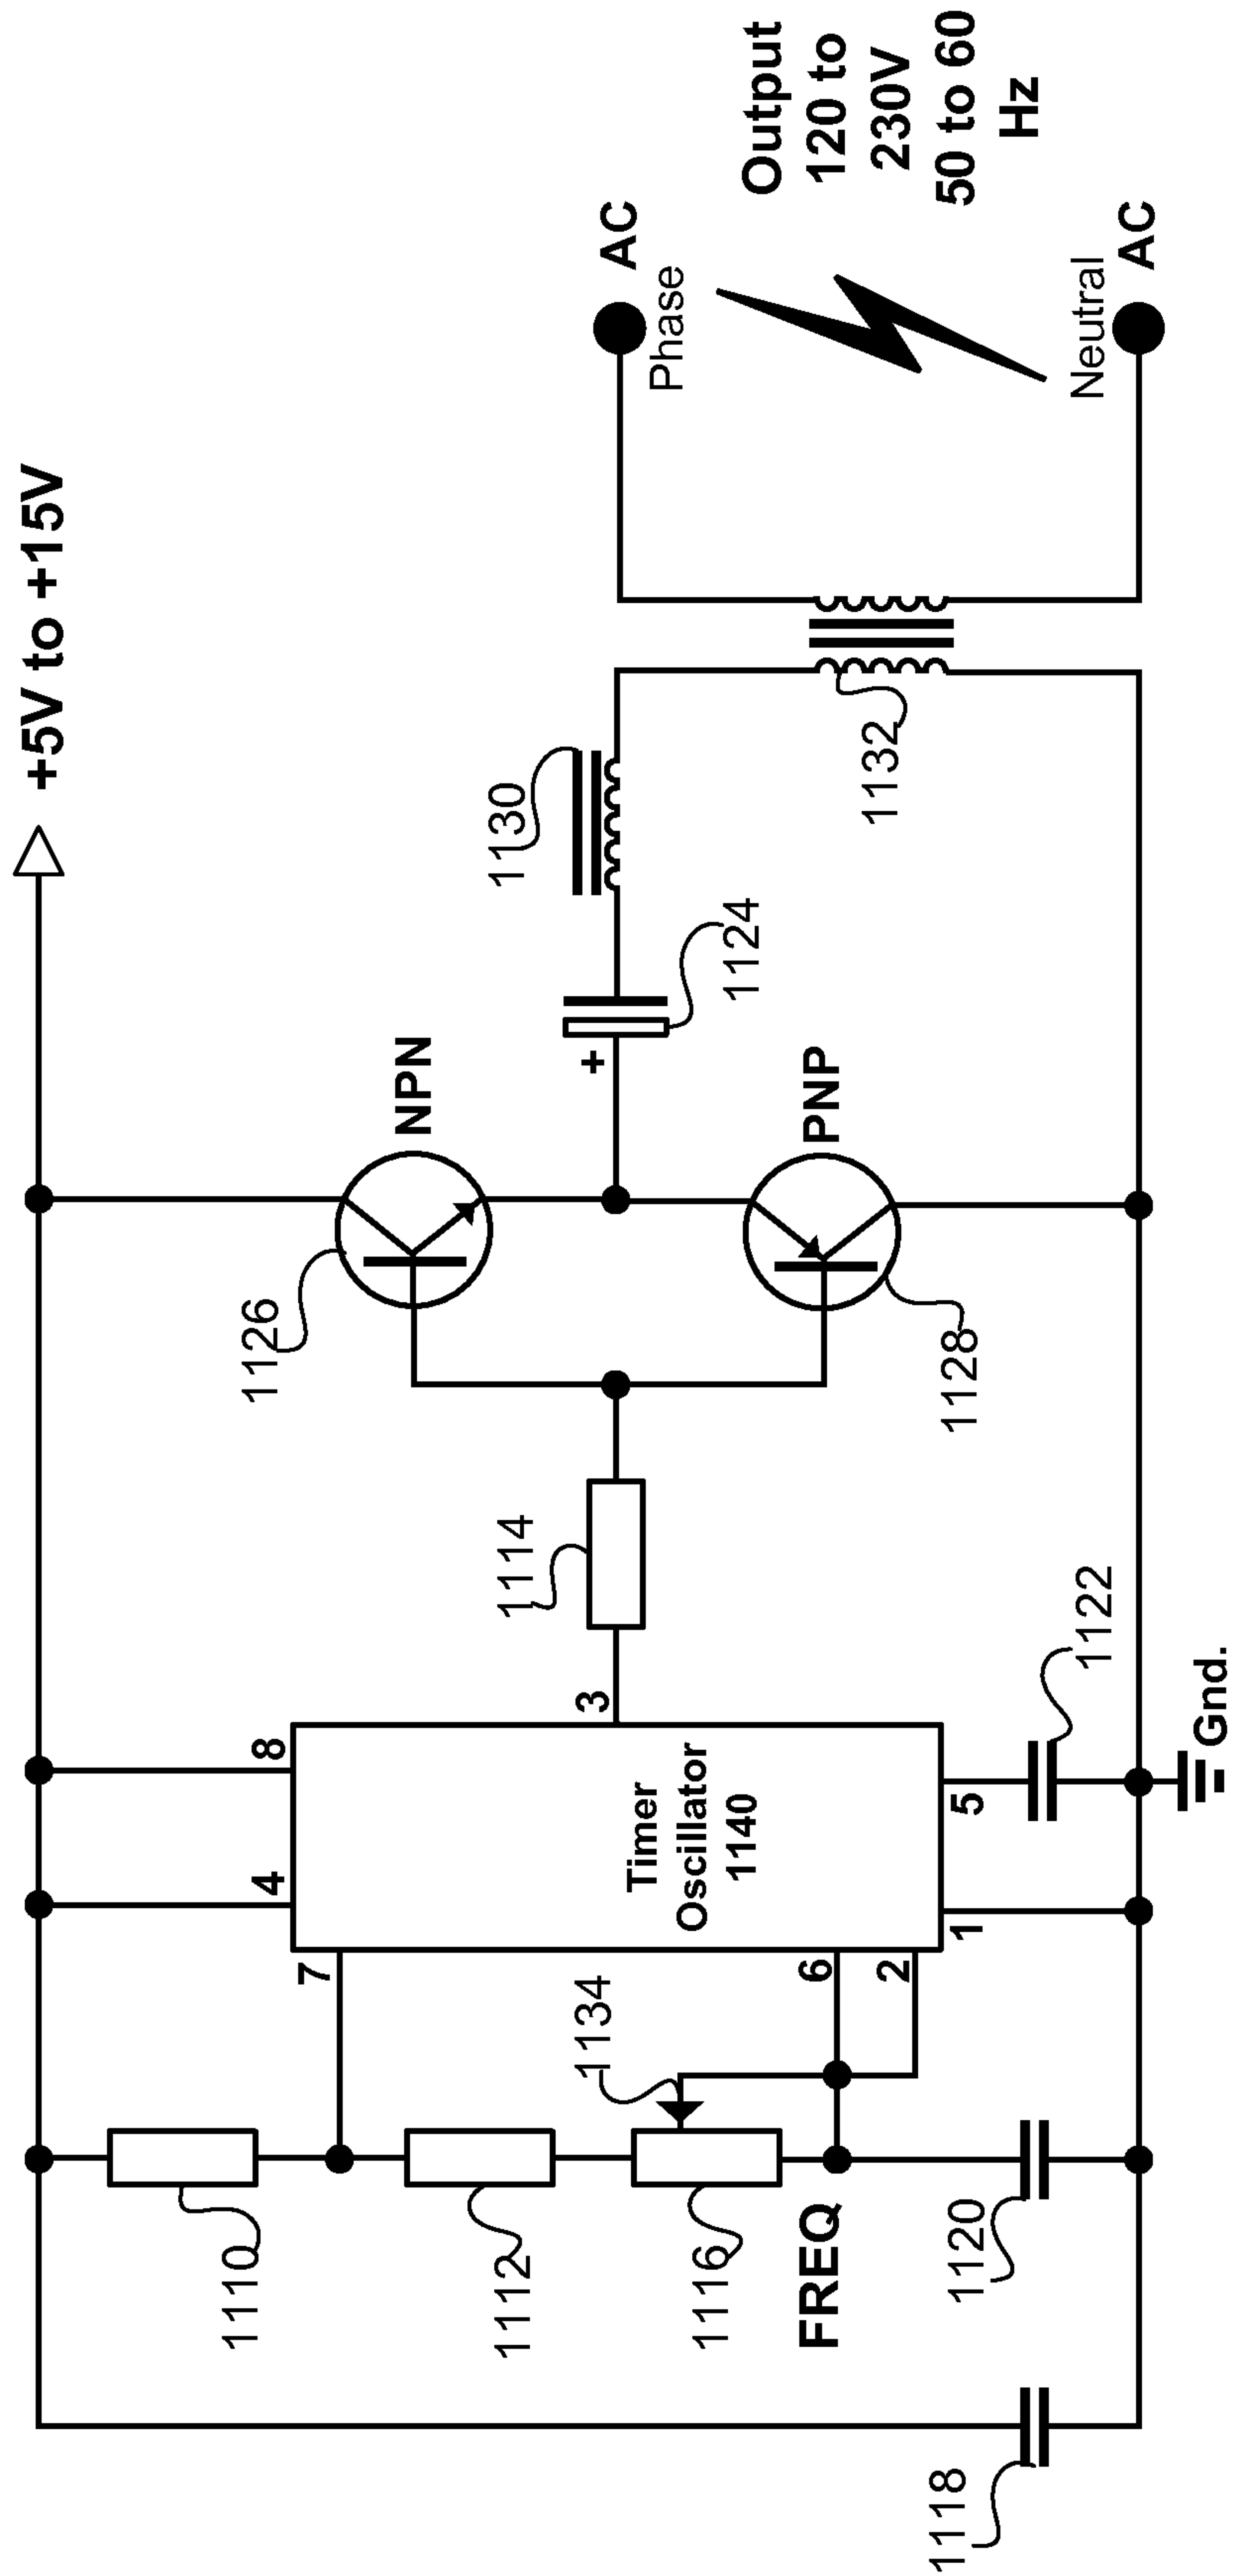 +5V to +15V
1126
NPN
1130
AC
Phase
Output
120 to
230V
50 to 60
Hz
1110
7
4
8
1114
3
+
1124
1112
Timer
Oscillator
1140
1134
1132
1116
6
2
PNP
FREQ
1128
Neutral
AC
1120
1
5
1122
1118
Gnd.